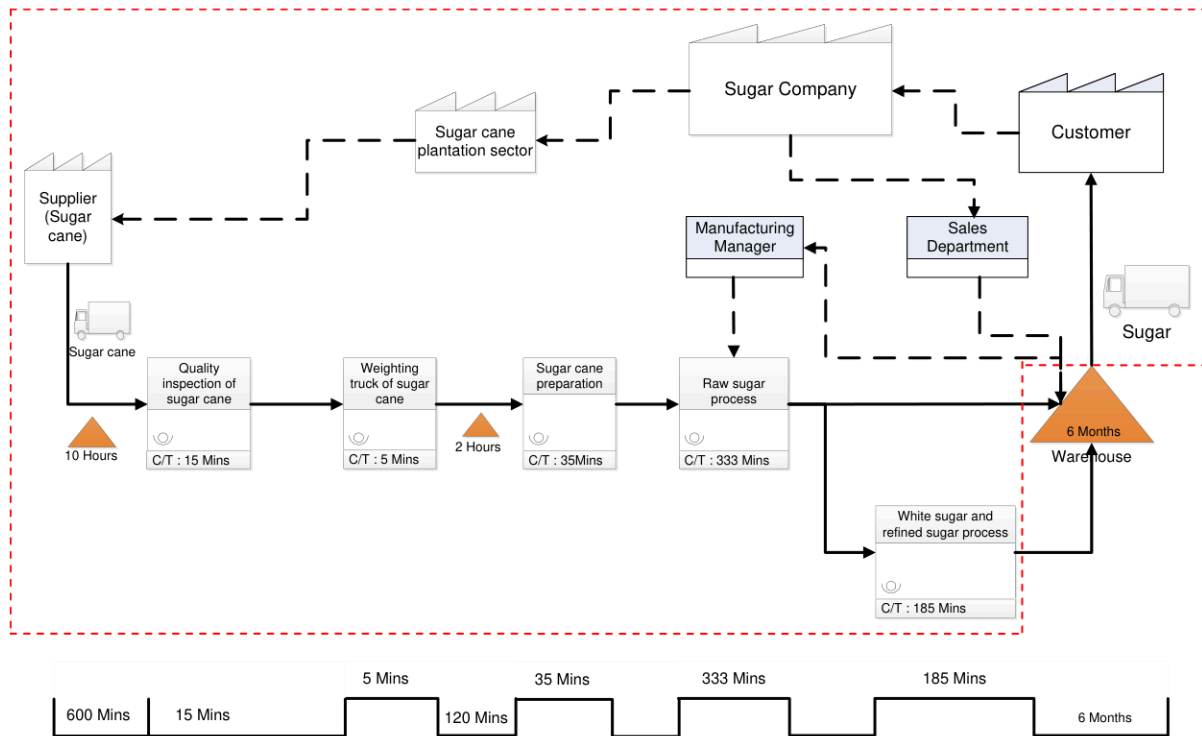 Sugar Company
Customer
Sugar cane
plantation sector
Supplier
(Sugar
cane)
Manufacturing
Manager
Sales
Department
Sugar
Sugar cane
Quality
inspection of
sugar cane
C/T : 15 Mins
Weighting
truck of sugar
cane
C/T : 5 Mins
Sugar cane
preparation
C/T : 35Mins
Raw sugar
process
C/T : 333 Mins
10 Hours
2 Hours
6 Months
Warehouse
White sugar and
refined sugar process
C/T : 185 Mins
5 Mins
35 Mins
333 Mins
185 Mins
600 Mins
15 Mins
120 Mins
6 Months